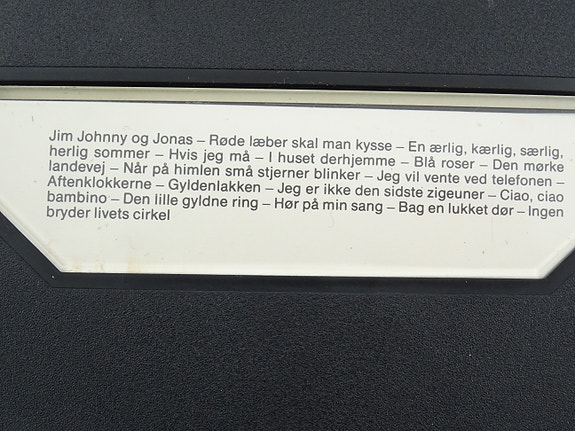 Jim Johnny og Jonas – Røde læber skal man kysse – En ærlig, kærlig, særlig,
herlig sommer – Hvis jeg må – I huset derhjemme – Blå roser – Den mørke
landevej – Når på himlen små stjerner blinker – Jeg vil vente ved telefonen –
Aftenklokkerne – Gyldenlakken – Jeg er ikke den sidste zigeuner – Ciao, ciao
bambino – Den lille gyldne ring – Hør på min sang – Bag en lukket dør – Ingen
bryder livets cirkel